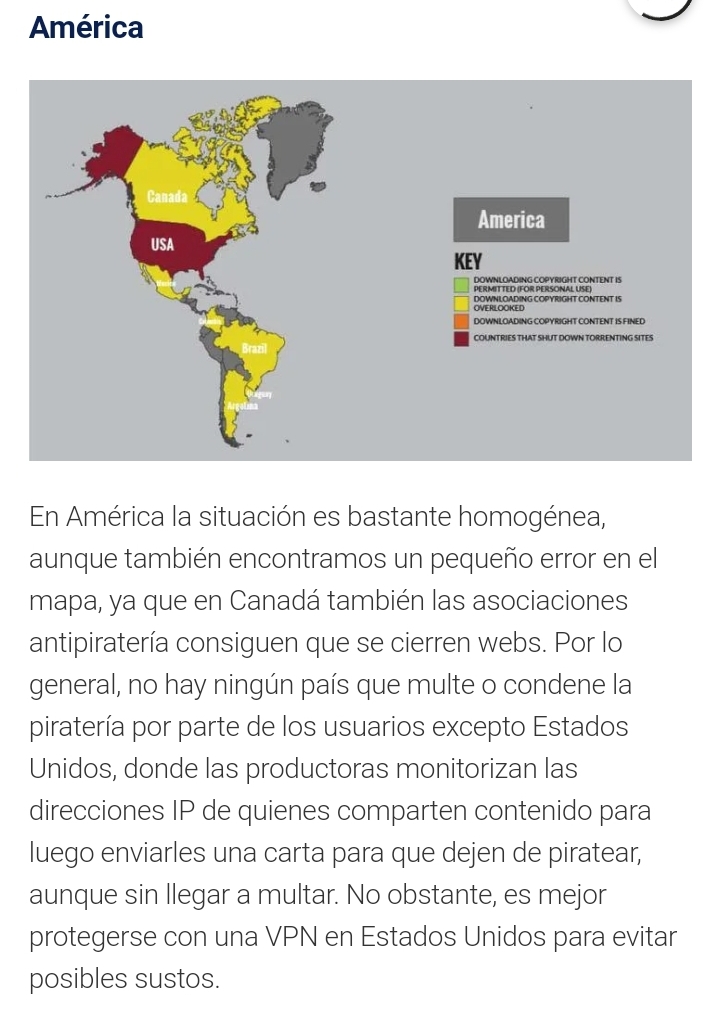 América
Canada
USA
Mexico
Colombia
Brazil
Uruguay
Argentina
America
KEY
DOWNLOADING COPYRIGHT CONTENT IS
PERMITTED (FOR PERSONAL USE)
DOWNLOADING COPYRIGHT CONTENT IS
OVERLOOKED
DOWNLOADING COPYRIGHT CONTENT IS FINED
COUNTRIES THAT SHUT DOWN TORRENTING SITES
En América la situación es bastante homogénea,
aunque también encontramos un pequeño error en el
mapa, ya que en Canadá también las asociaciones
antipiratería consiguen que se cierren webs. Por lo
general, no hay ningún país que multe o condene la
piratería por parte de los usuarios excepto Estados
Unidos, donde las productoras monitorizan las
direcciones IP de quienes comparten contenido para
luego enviarles una carta para que dejen de piratear,
aunque sin llegar a multar. No obstante, es mejor
protegerse con una VPN en Estados Unidos para evitar
posibles sustos.